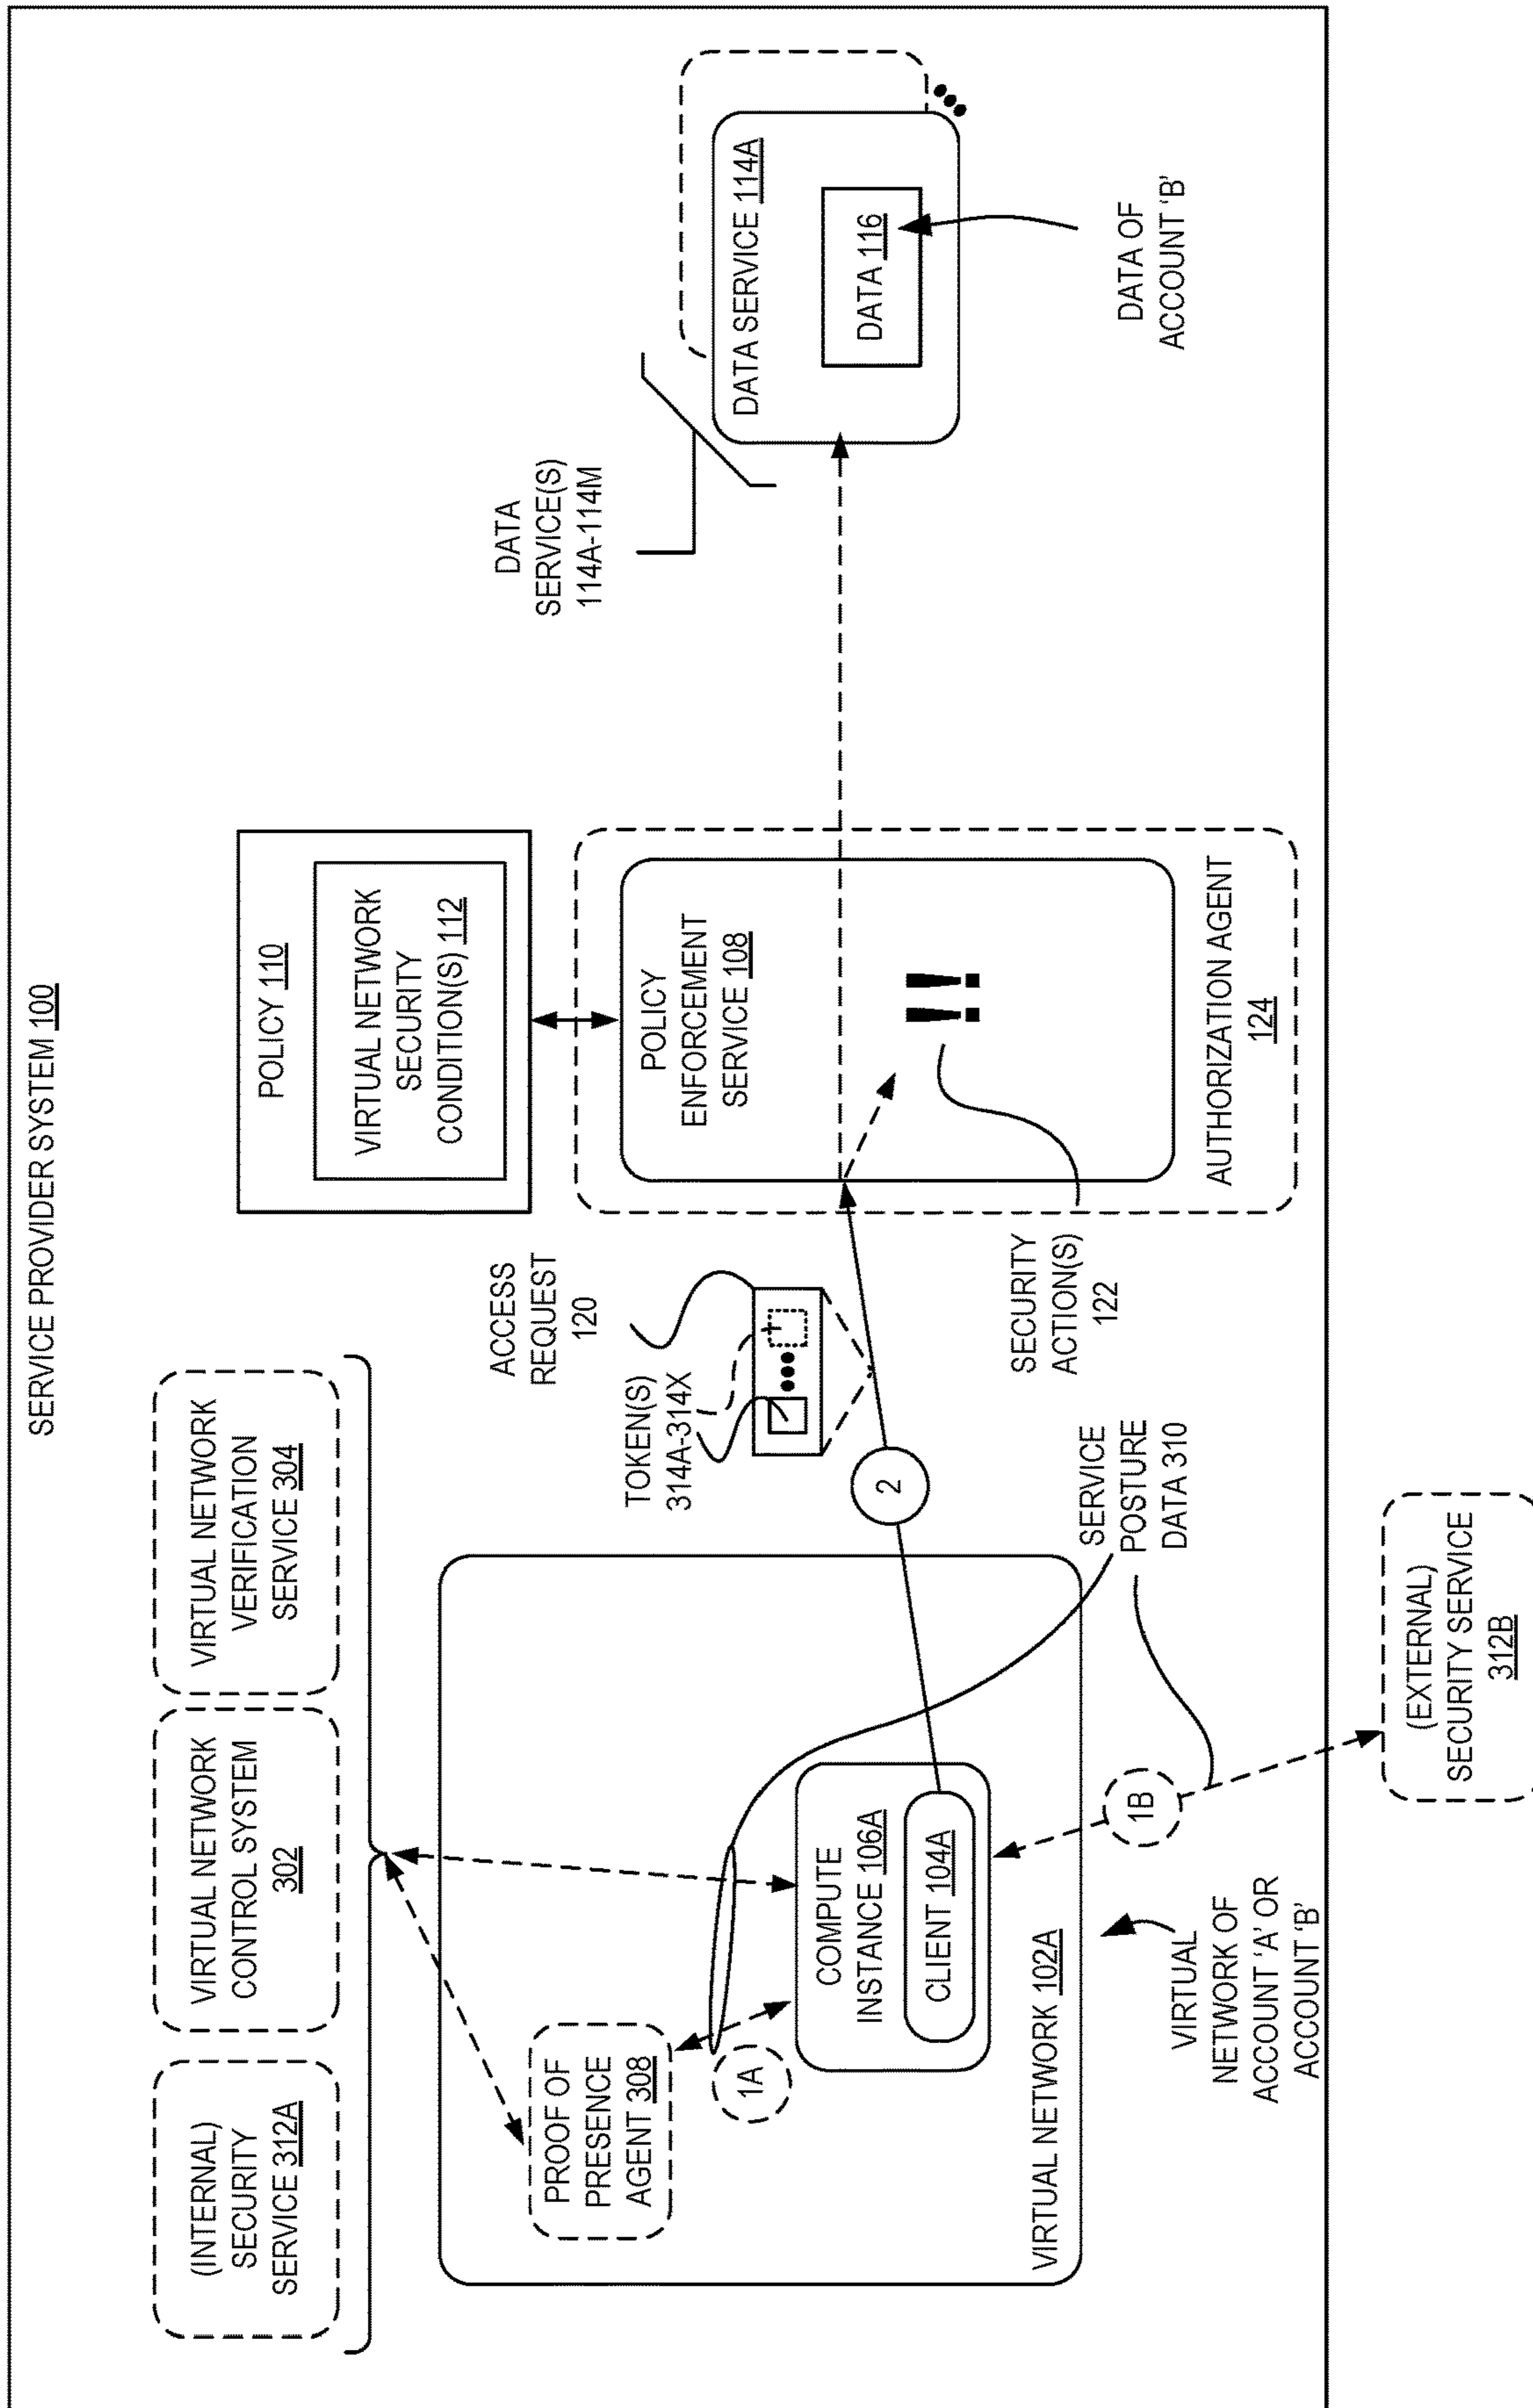 SERVICE PROVIDER SYSTEM 100
(INTERNAL)
SECURITY
SERVICE 312A
VIRTUAL NETWORK
CONTROL SYSTEM
302
VIRTUAL NETWORK
VERIFICATION
SERVICE 304
POLICY 110
VIRTUAL NETWORK
SECURITY
CONDITION(S) 112
ACCESS
REQUEST
120
TOKEN(S)
314A-314X
DATA
SERVICE(S)
114A-114M
PROOF OF
PRESENCE
AGENT 308
1A
COMPUTE
INSTANCE 106A
CLIENT 104A
VIRTUAL NETWORK 102A
2
POLICY
ENFORCEMENT
SERVICE 108
!!
AUTHORIZATION AGENT
124
DATA SERVICE 114A
DATA 116
SECURITY
ACTION(S)
122
SERVICE
POSTURE
DATA 310
DATA OF
ACCOUNT ‘B’
1B
VIRTUAL
NETWORK OF
ACCOUNT ‘A’ OR
ACCOUNT ‘B’
(EXTERNAL)
SECURITY SERVICE
312B